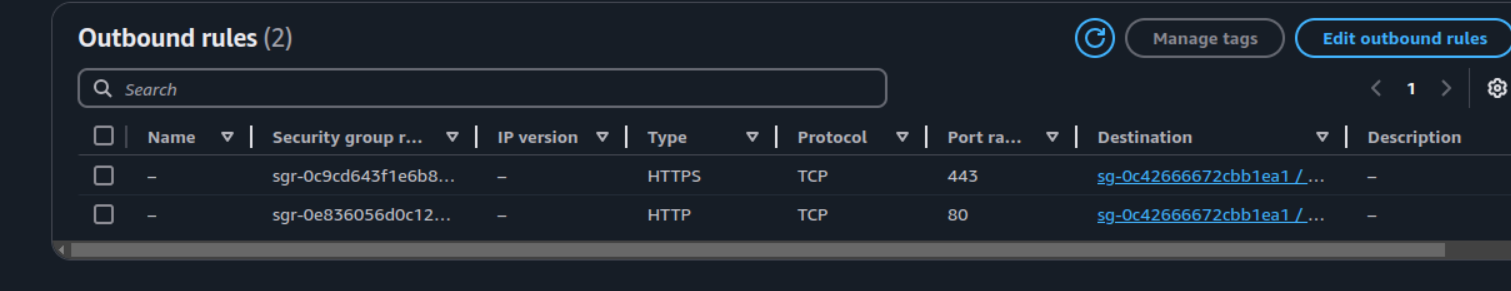 Outbound rules (2)
Manage tags
Edit outbound rules
Search
1
Name Security group r... IP version Type Protocol Port ra... Destination Description
– sgr-0c9cd643f1e6b8... – HTTPS TCP 443 sg-0c42666672cbb1ea1 / ... –
– sgr-0e836056d0c12... – HTTP TCP 80 sg-0c42666672cbb1ea1 / ... –